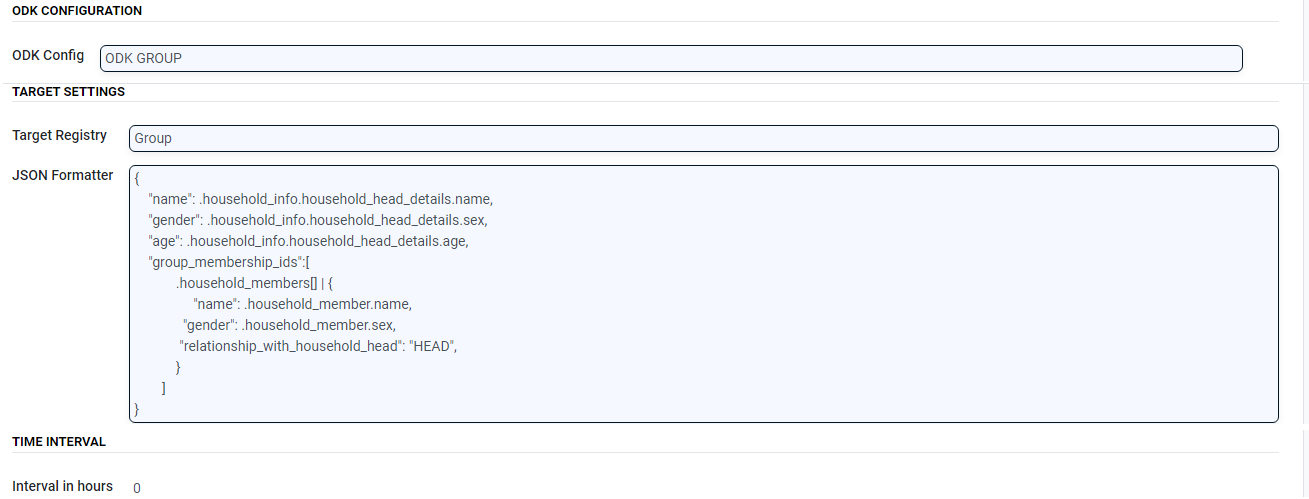 ODK CONFIGURATION
ODK Config ODK GROUP
TARGET SETTINGS
Target Registry Group
JSON Formatter {
"name": .household_info.household_head_details.name,
"gender": .household_info.household_head_details.sex,
"age": .household_info.household_head_details.age,
"group_membership_ids":[
.household_members[] | {
"name": .household_member.name,
"gender": .household_member.sex,
"relationship_with_household_head": "HEAD",
}
]
}
TIME INTERVAL
Interval in hours 0